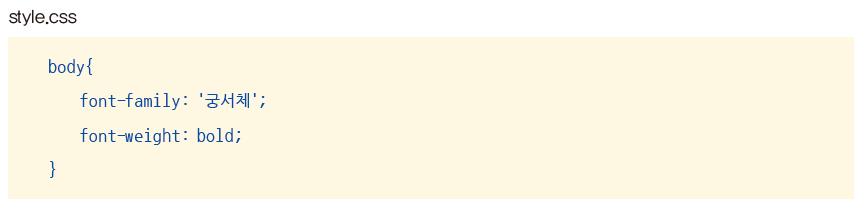 style.css
body{
font-family: '궁서체';
font-weight: bold;
}